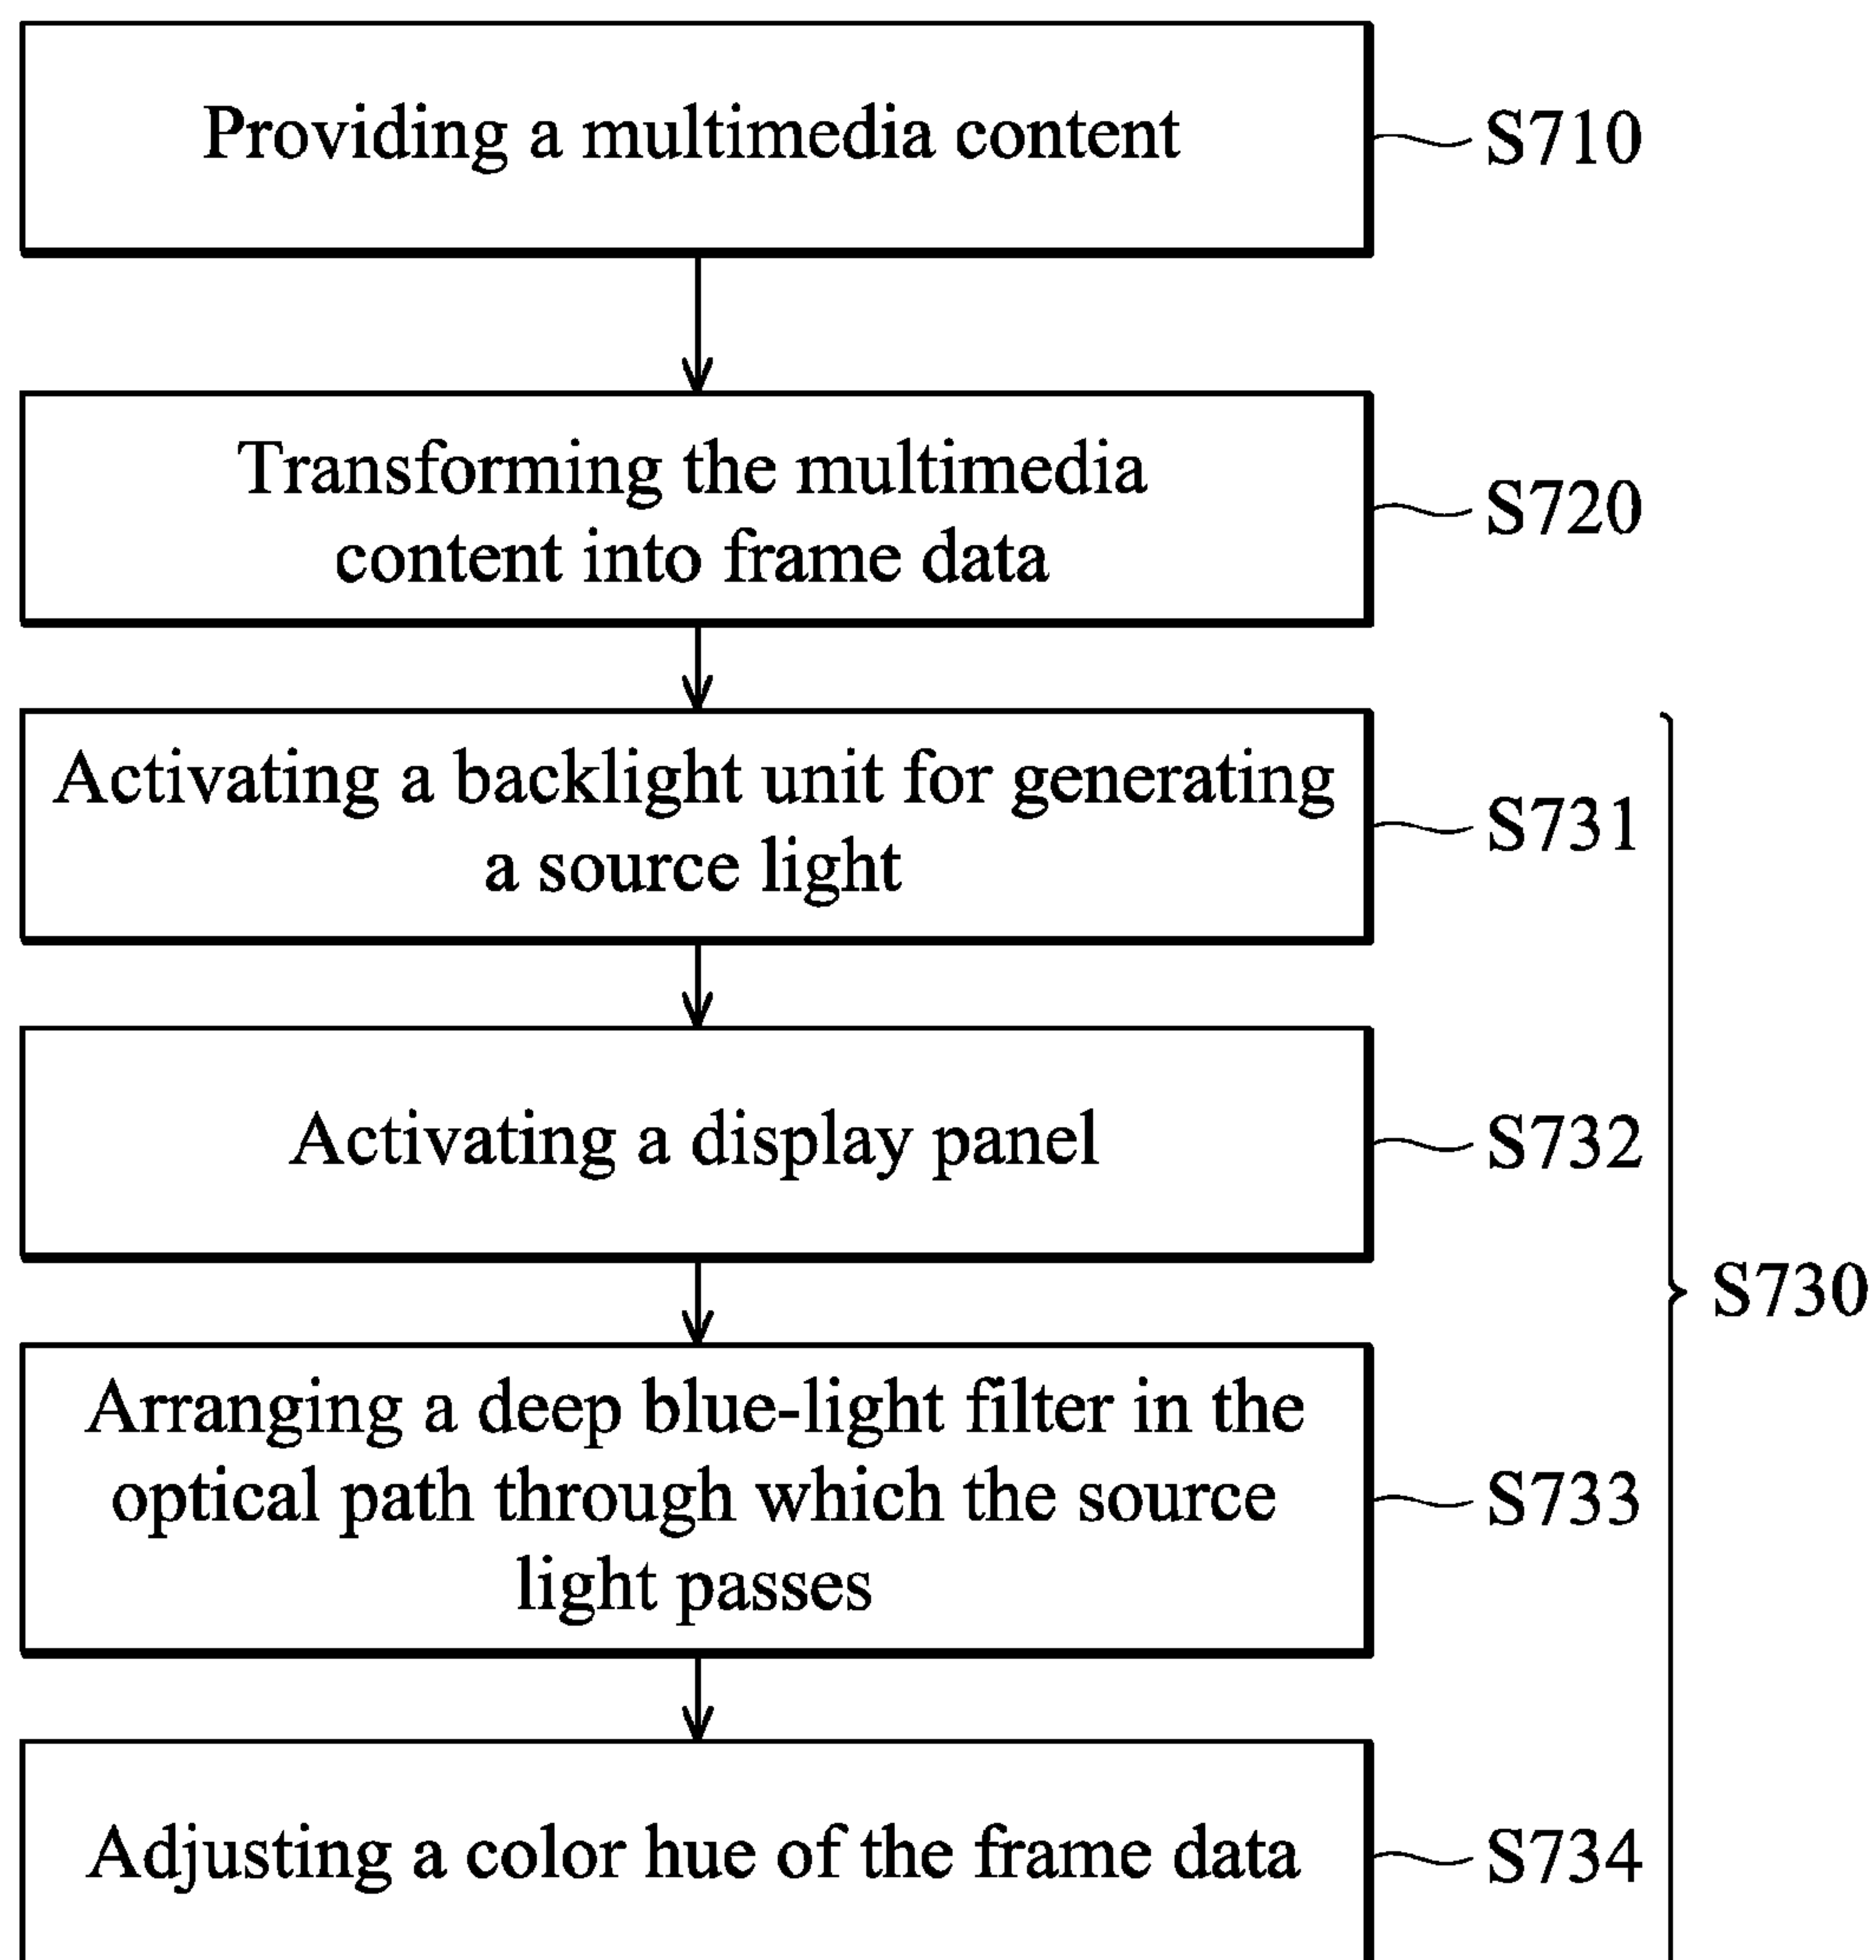 Providing a multimedia content
S710
Transforming the multimedia
content into frame data
S720
Activating a backlight unit for generating
a source light
S731
Activating a display panel
S732
S730
Arranging a deep blue-light filter in the
optical path through which the source
light passes
S733
Adjusting a color hue of the frame data
S734